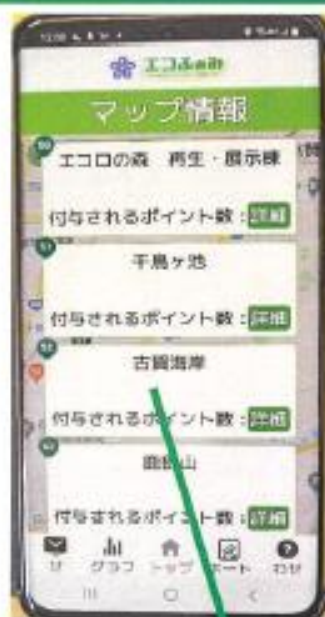 エコふぁみ
マップ情報
エコロの森 再生・展示棟
付与されるポイント数:詳細
千鳥ヶ池
付与されるポイント数:詳細
古賀海岸
付与されるポイント数:詳細
付与されるポイント数:詳細
グラフ
トップ